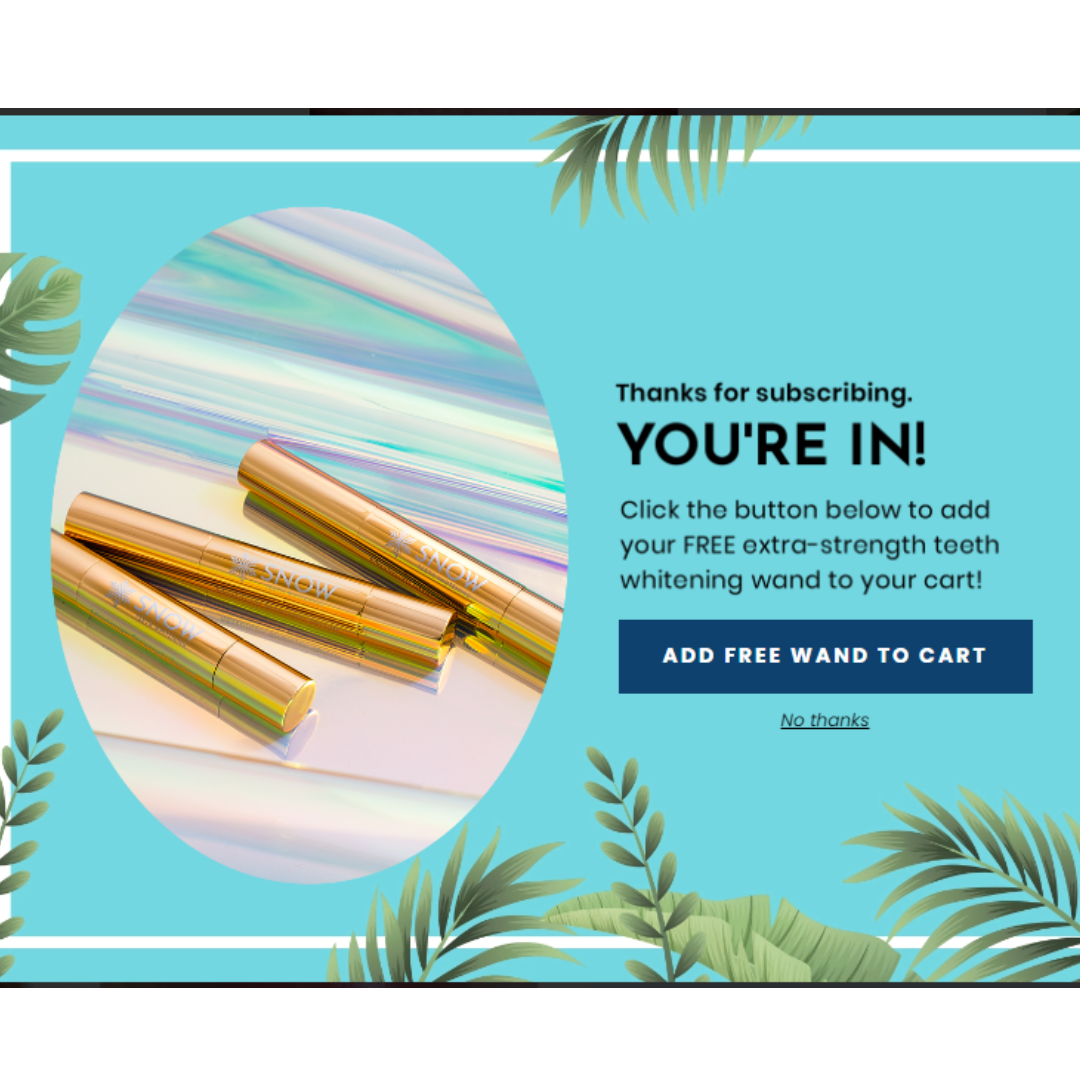 Thanks for subscribing.
YOU'RE IN!
Click the button below to add
your FREE extra-strength teeth
whitening wand to your cart!
ADD FREE WAND TO CART
No thanks
SNOW
SNOW
SNOW